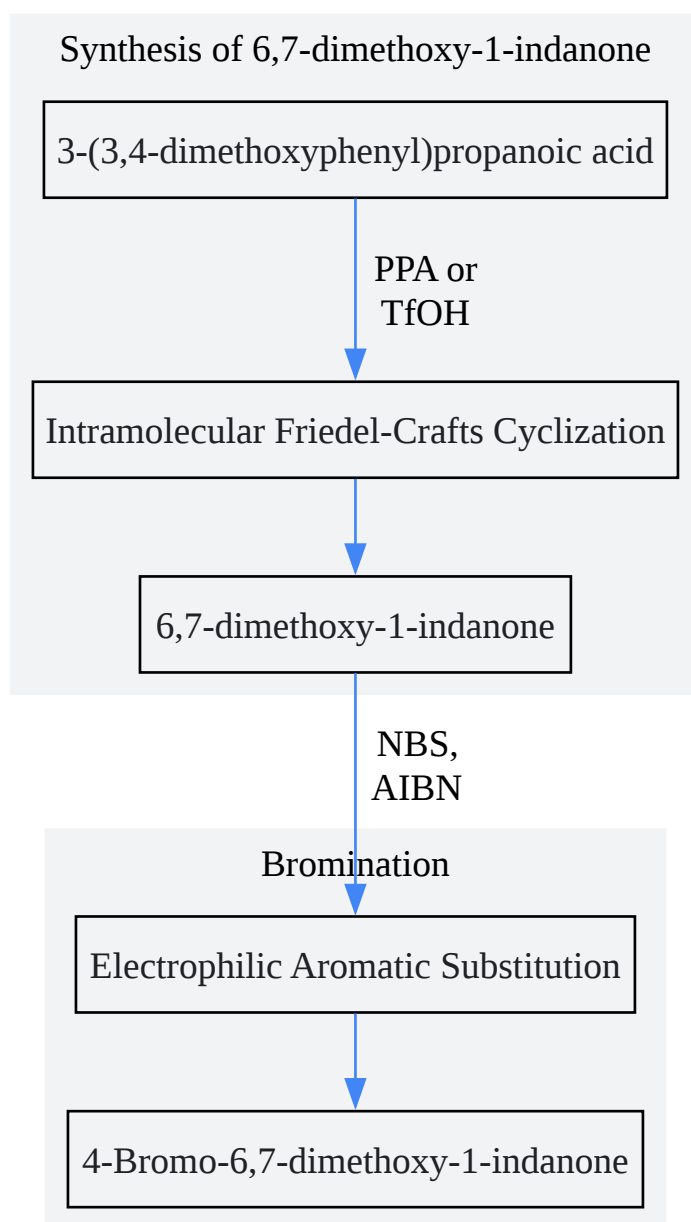 Synthesis of 6,7-dimethoxy-1-indanone
3-(3,4-dimethoxyphenyl)propanoic acid
PPA or
TfOH
Intramolecular Friedel-Crafts Cyclization
6,7-dimethoxy-1-indanone
NBS,
AIBN
Bromination
Electrophilic Aromatic Substitution
4-Bromo-6,7-dimethoxy-1-indanone